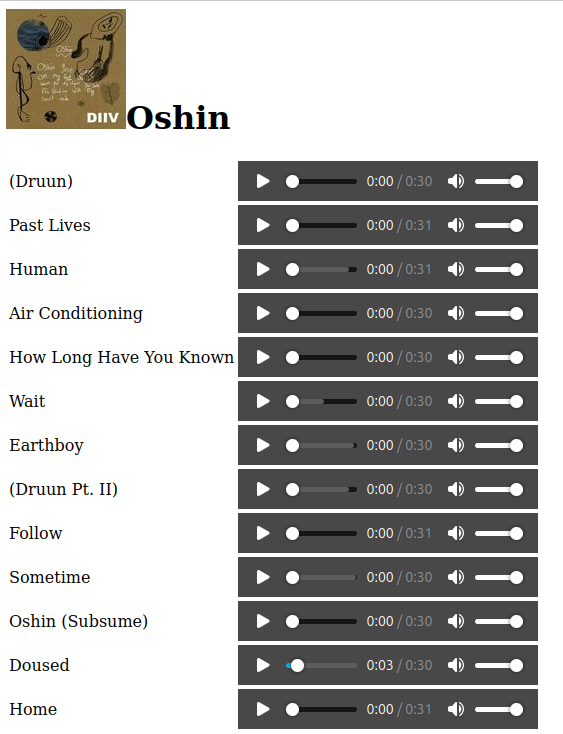 Oshin
DIIV
Oshin
(Druun) 0:00 / 0:30
Past Lives 0:00 / 0:31
Human 0:00 / 0:31
Air Conditioning 0:00 / 0:30
How Long Have You Known 0:00 / 0:30
Wait 0:00 / 0:30
Earthboy 0:00 / 0:30
(Druun Pt. II) 0:00 / 0:30
Follow 0:00 / 0:31
Sometime 0:00 / 0:30
Oshin (Subsume) 0:00 / 0:30
Doused 0:03 / 0:30
Home 0:00 / 0:31